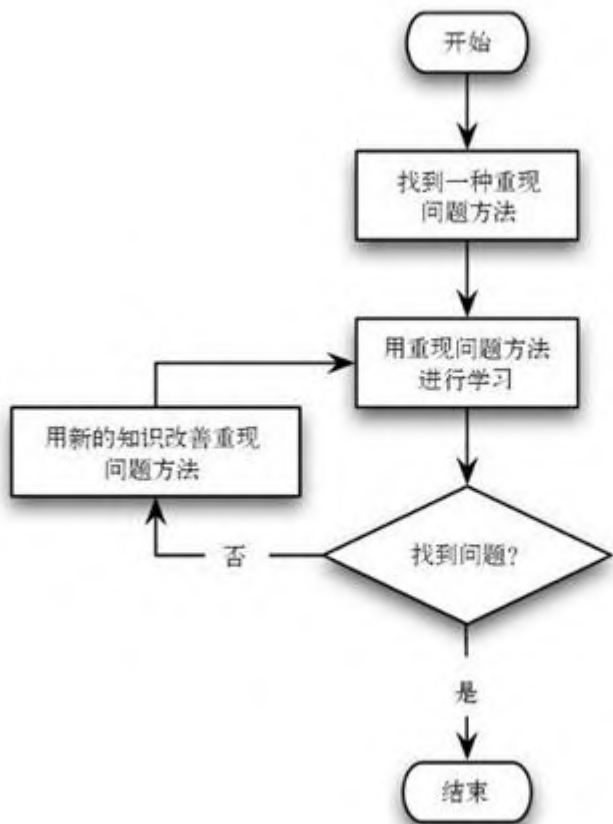 开始
找到一种重现
问题方法
用重现问题方法
进行学习
用新的知识改善重现
问题方法
否
找到问题?
是
结束